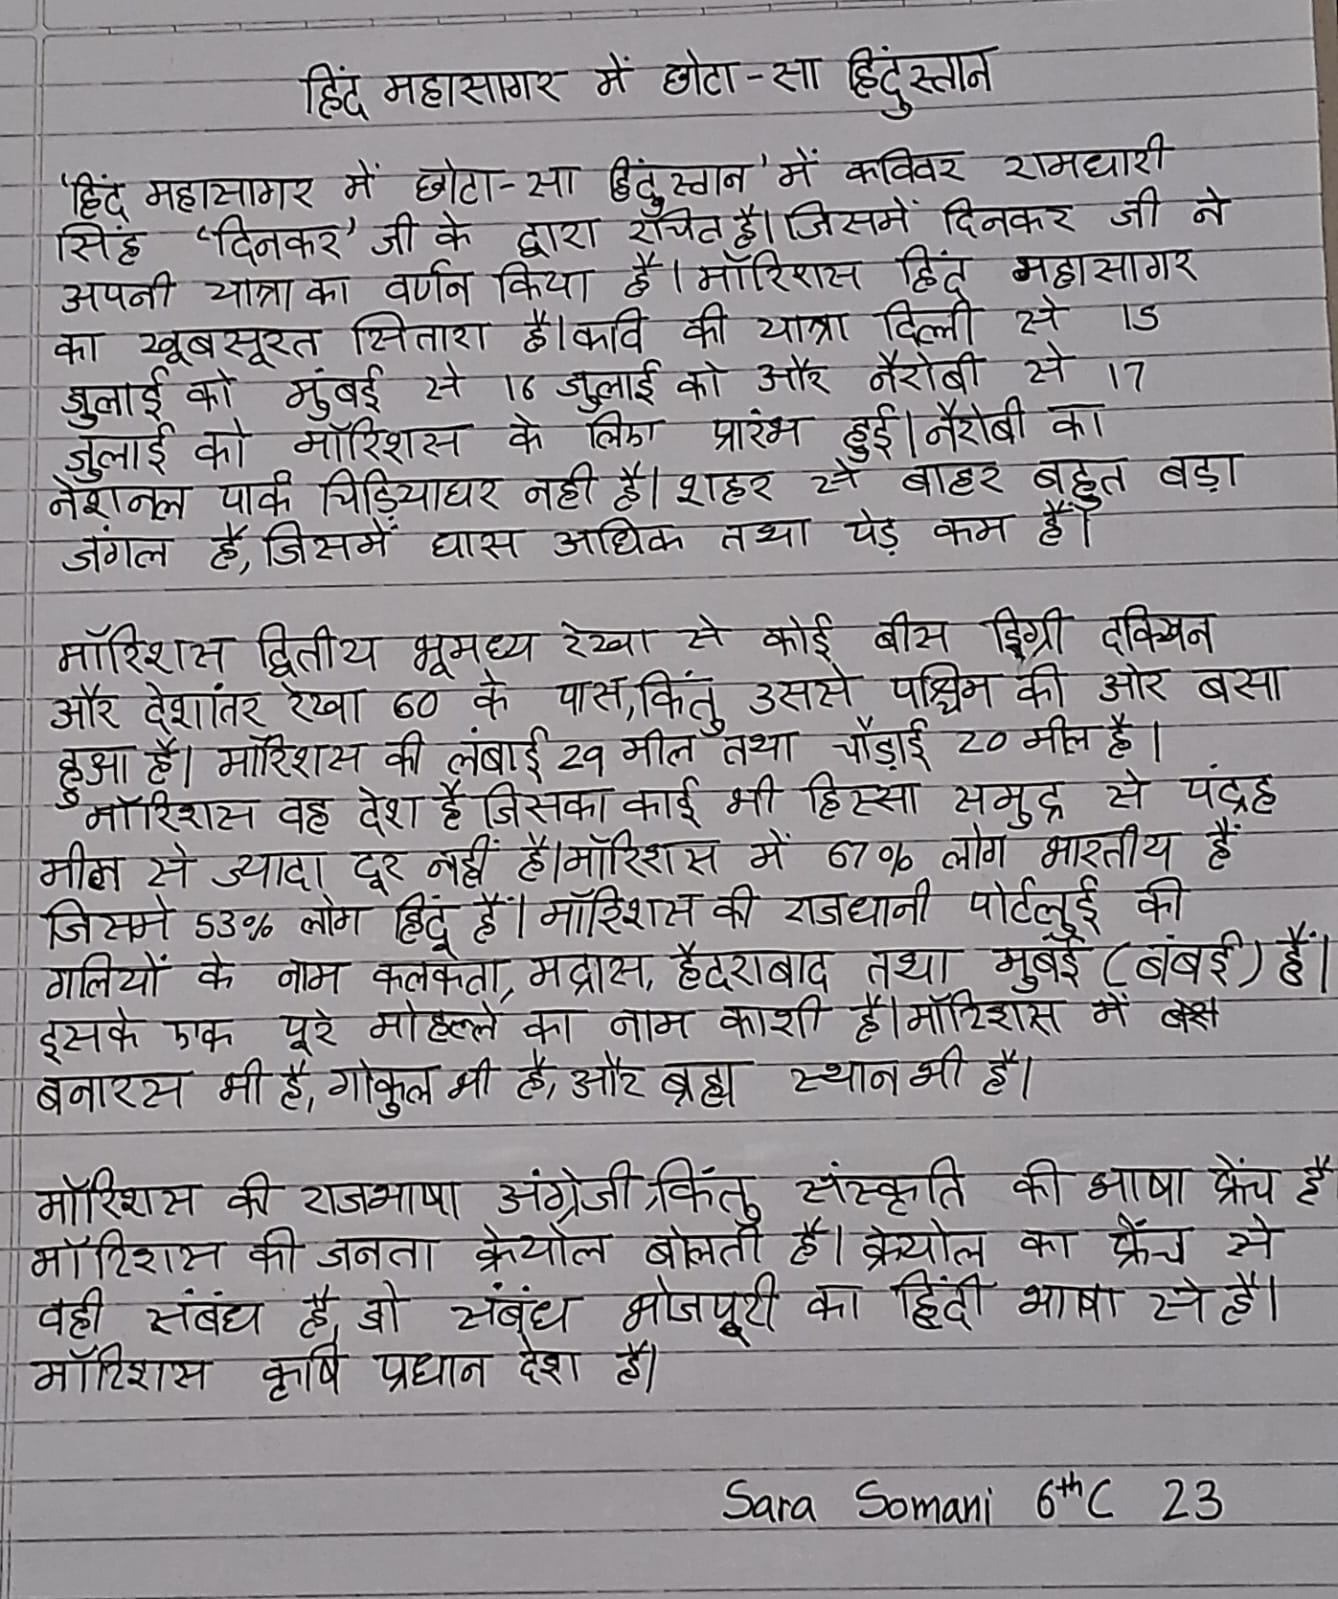 हिंद महासागर में छोटा-सा हिंदुस्तान
'हिंद महासागर में छोटा-सा हिंदुस्तान' में कविवर रामधारी
सिंह 'दिनकर' जी के द्वारा रचित है। जिसमें दिनकर जी ने
अपनी यात्रा का वर्णन किया है। मॉरिशस हिंद महासागर
का खूबसूरत सितारा है। कवि की यात्रा दिल्ली से 15
जुलाई को मुंबई से 16 जुलाई को और नैरोबी से 17
जुलाई को मॉरिशस के लिए प्रारंभ हुई। नैरोबी का
नेशनल पार्क चिड़ियाघर नही है। शहर से बाहर बहुत बड़ा
जंगल है, जिसमें घास अधिक तथा पेड़ कम हैं।
मॉरिशस द्वितीय भूमध्य रेखा से कोई बीस डिग्री दक्खिन
और देशांतर रेखा 60 के पास, किंतु उससे पश्चिम की ओर बसा
हुआ है। मॉरिशस की लंबाई 29 मील तथा चौड़ाई 20 मील है।
मॉरिशस वह देश है जिसका काई भी हिस्सा समुद्र से पंद्रह
मील से ज्यादा दूर नहीं है। मॉरिशस में 67% लोग भारतीय हैं
जिसमे 53% लोग हिंदू हैं। मॉरिशस की राजधानी पोर्टलुई की
गलियों के नाम कलकता, मद्रास, हैदराबाद तथा मुबंई (बंबई) हैं।
इसके एक पूरे मोहल्ले का नाम काशी है। मॉरिशस में
बनारस भी है, गोकुल भी है, और ब्रह्म स्थान भी है।
मॉरिशस की राजभाषा अंग्रेजी, किंतु संस्कृति की भाषा फ्रेंच है
मॉरिशस की जनता क्रेयोल बोलती है। क्रेयोल का फ्रेंच से
वही संबंध है, जो संबंध भोजपूरी का हिंदी भाषा से है।
मॉरिशस कृषि प्रधान देश है।
Sara Somani 6th C 23